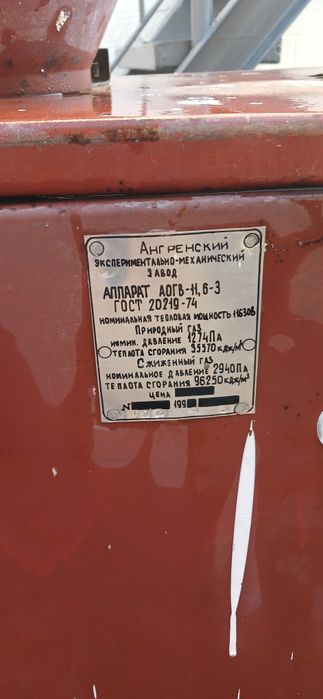 Ангренский
экспериментально-механический
завод
Аппарат АОГВ-11,6-3
ГОСТ 20219-74
номинальная тепловая мощность 11630В
Природный газ
номин. давление 1274Па
теплота сгорания 35570кДж/м³
Сжиженный газ
номинальное давление 2940Па
теплота сгорания 96250кДж/м³
цена
N 199